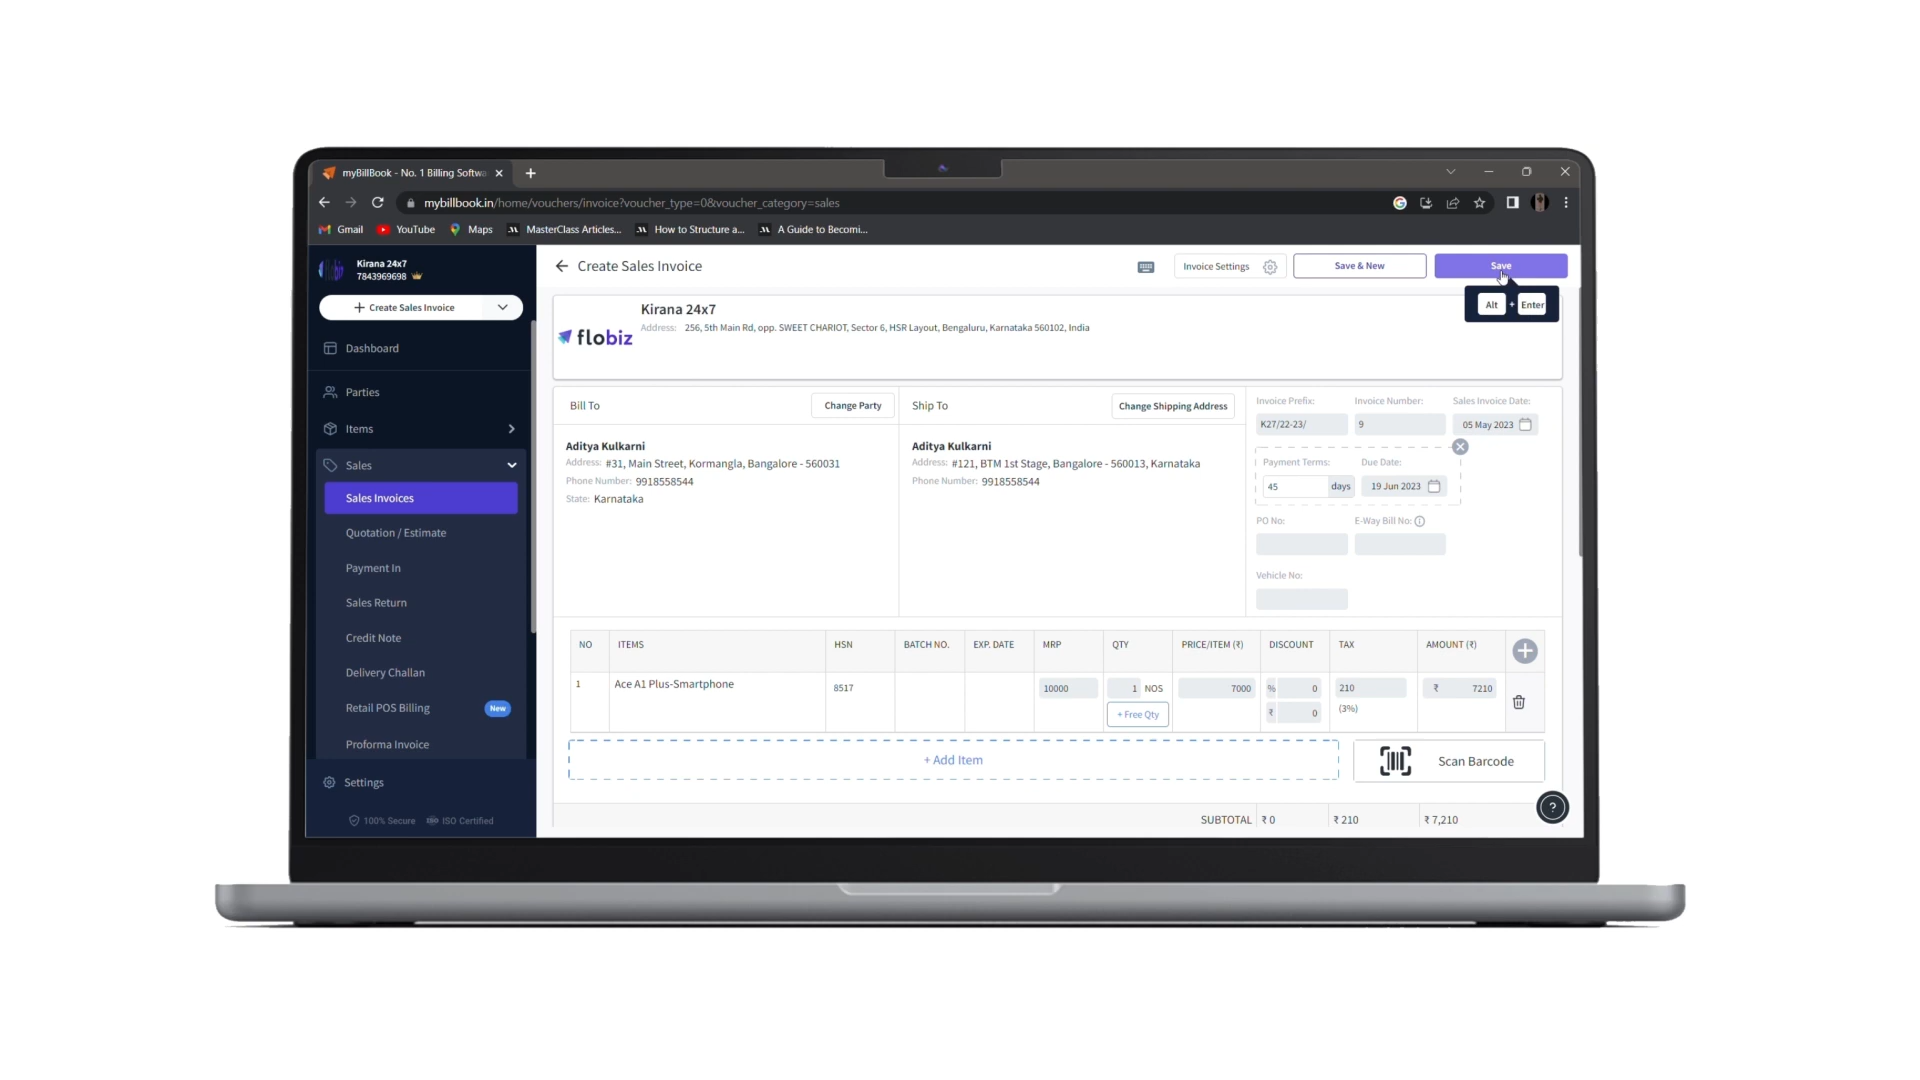 myBillBook - No. 1 Billing Softwa
mybillbook.in/home/vouchers/invoice?voucher_type=0&voucher_category=sales
Gmail YouTube Maps MasterClass Articles... How to Structure a... A Guide to Becomi...
Kirana 24x7
7843969698
+ Create Sales Invoice
Dashboard
Parties
Items
Sales
Sales Invoices
Quotation / Estimate
Payment In
Sales Return
Credit Note
Delivery Challan
Retail POS Billing New
Proforma Invoice
Settings
100% Secure ISO ISO Certified
Create Sales Invoice
Invoice Settings
Save & New
Save
Alt + Enter
flobiz
Kirana 24x7
Address: 256, 5th Main Rd, opp. SWEET CHARIOT, Sector 6, HSR Layout, Bengaluru, Karnataka 560102, India
Bill To
Change Party
Aditya Kulkarni
Address: #31, Main Street, Kormangla, Bangalore - 560031
Phone Number: 9918558544
State: Karnataka
Ship To
Change Shipping Address
Aditya Kulkarni
Address: #121, BTM 1st Stage, Bangalore - 560013, Karnataka
Phone Number: 9918558544
Invoice Prefix: Invoice Number: Sales Invoice Date:
K27/22-23/ 9 05 May 2023
Payment Terms: Due Date:
45 days 19 Jun 2023
PO No: E-Way Bill No:
Vehicle No:
NO ITEMS HSN BATCH NO. EXP. DATE MRP QTY PRICE/ITEM (₹) DISCOUNT TAX AMOUNT (₹)
1 Ace A1 Plus-Smartphone 8517 10000 1 NOS 7000 % 0 210 ₹ 7210
+ Free Qty ₹ 0 (3%)
+ Add Item
Scan Barcode
SUBTOTAL ₹ 0 ₹ 210 ₹ 7,210
?